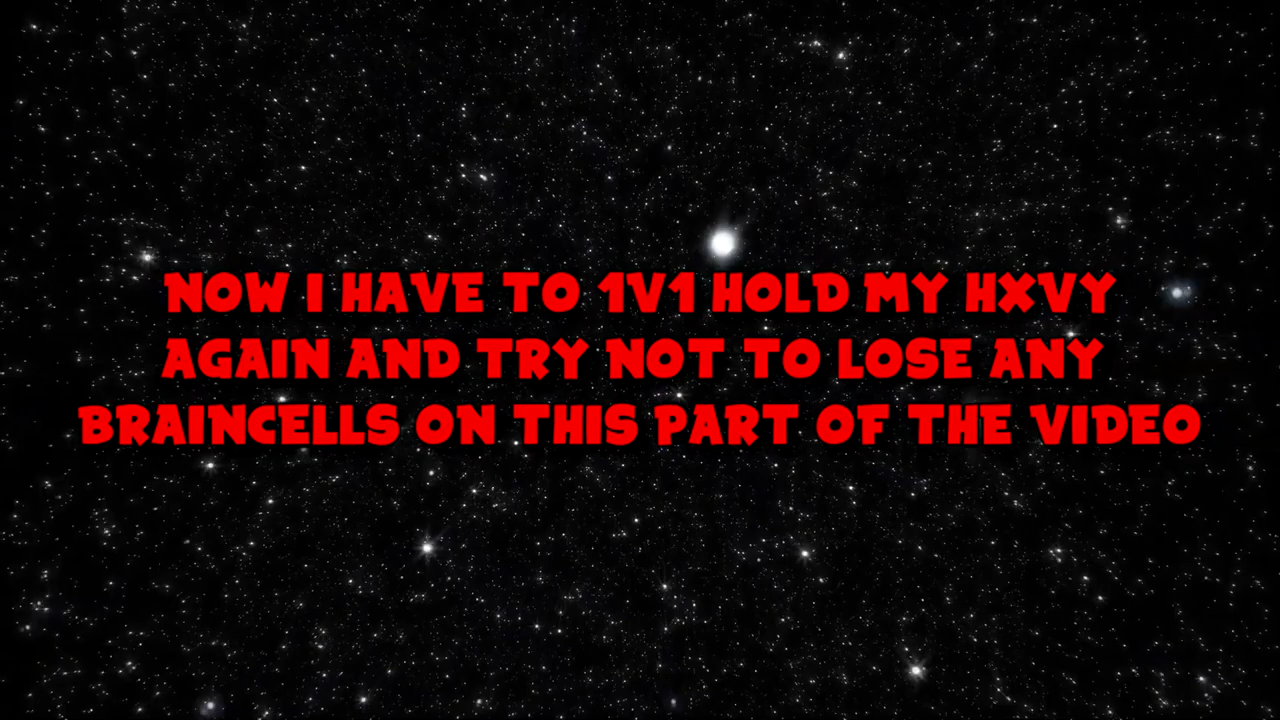 NOW I HAVE TO 1V1 HOLD MY HXVY
AGAIN AND TRY NOT TO LOSE ANY
BRAINCELLS ON THIS PART OF THE VIDEO